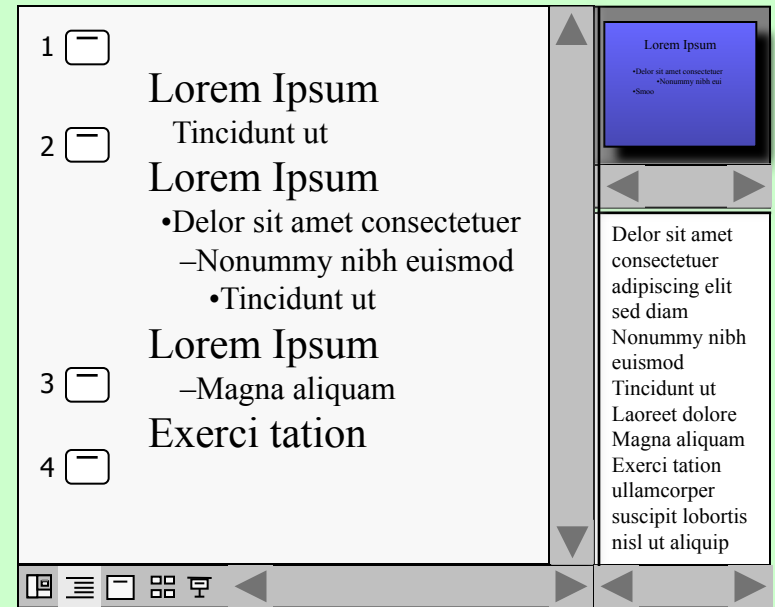 1
Lorem Ipsum
Tincidunt ut
2
Lorem Ipsum
•Delor sit amet consectetuer
–Nonummy nibh euismod
•Tincidunt ut
Lorem Ipsum
3
–Magna aliquam
Exerci tation
4
Lorem Ipsum
•Delor sit amet consectetuer
•Nonummy nibh eui
•Smoo
Delor sit amet
consectetuer
adipiscing elit
sed diam
Nonummy nibh
euismod
Tincidunt ut
Laoreet dolore
Magna aliquam
Exerci tation
ullamcorper
suscipit lobortis
nisl ut aliquip